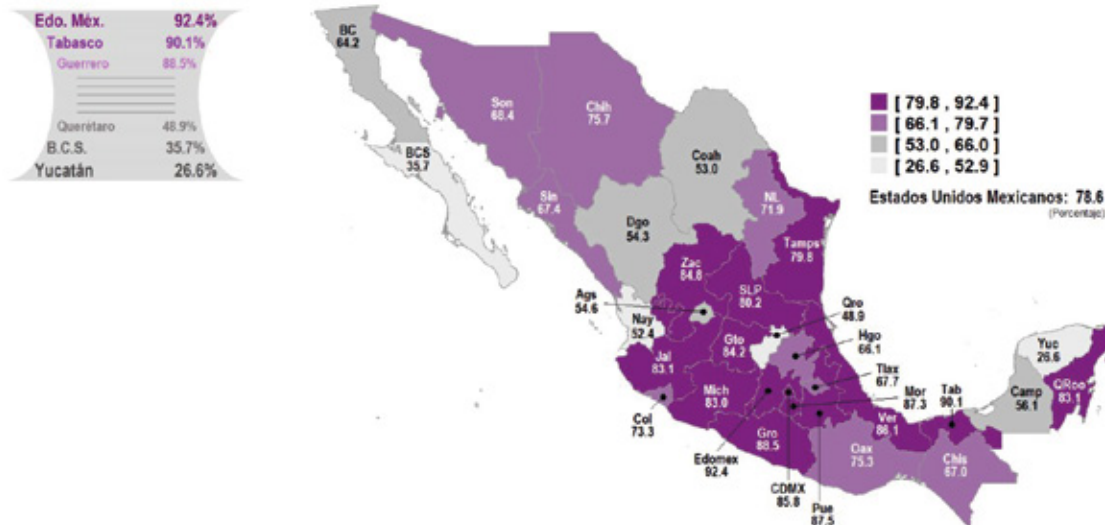 Edo. Méx. 92.4%
Tabasco 90.1%
Guerrero 88.5%
Querétaro 48.9%
B.C.S. 35.7%
Yucatán 26.6%
BC
64.2
Son
68.4
Chih
75.7
BCS
35.7
Coah
53.0
Sin
67.4
NL
71.9
Dgo
54.3
Tamps
79.8
Zac
84.8
SLP
80.2
Ags
54.6
Nay
52.4
Gto
84.2
Qro
48.9
Hgo
66.1
Jal
83.1
Mich
83.0
Tlax
67.7
Mor
87.3
Tab
90.1
Yuc
26.6
Camp
56.1
QRoo
83.1
Col
73.3
Gro
88.5
Ver
86.1
Edomex
92.4
Oax
75.3
Chis
67.0
CDMX
85.8
Pue
87.5
[ 79.8 , 92.4 ]
[ 66.1 , 79.7 ]
[ 53.0 , 66.0 ]
[ 26.6 , 52.9 ]
Estados Unidos Mexicanos: 78.6
(Porcentaje)